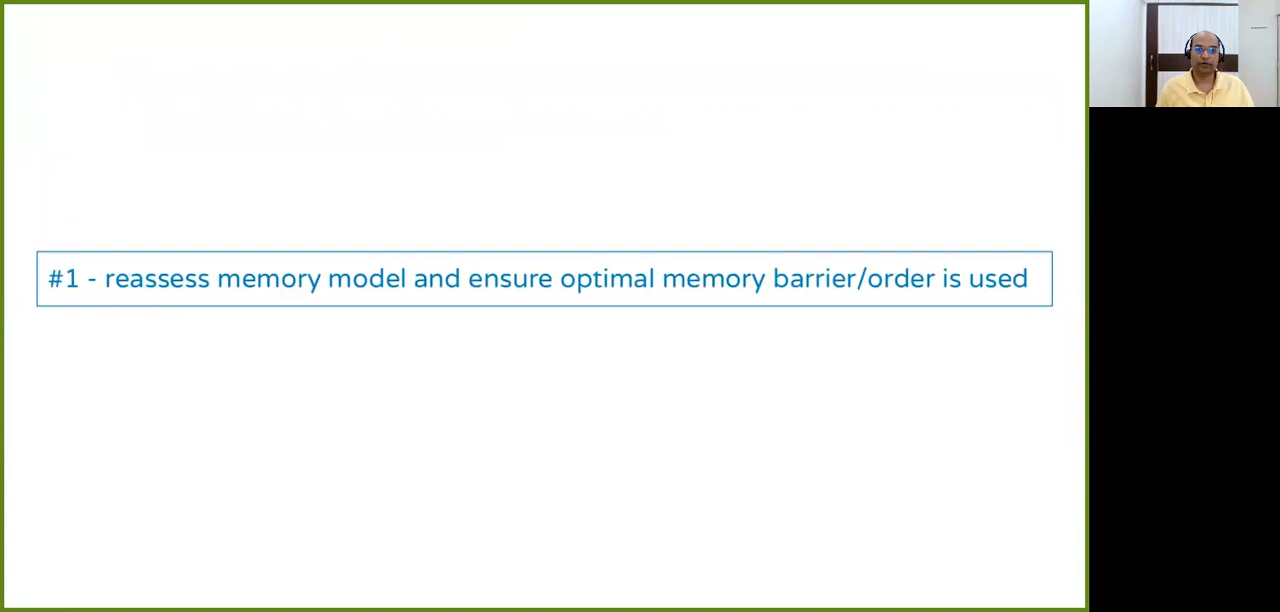 #1 - reassess memory model and ensure optimal memory barrier/order is used